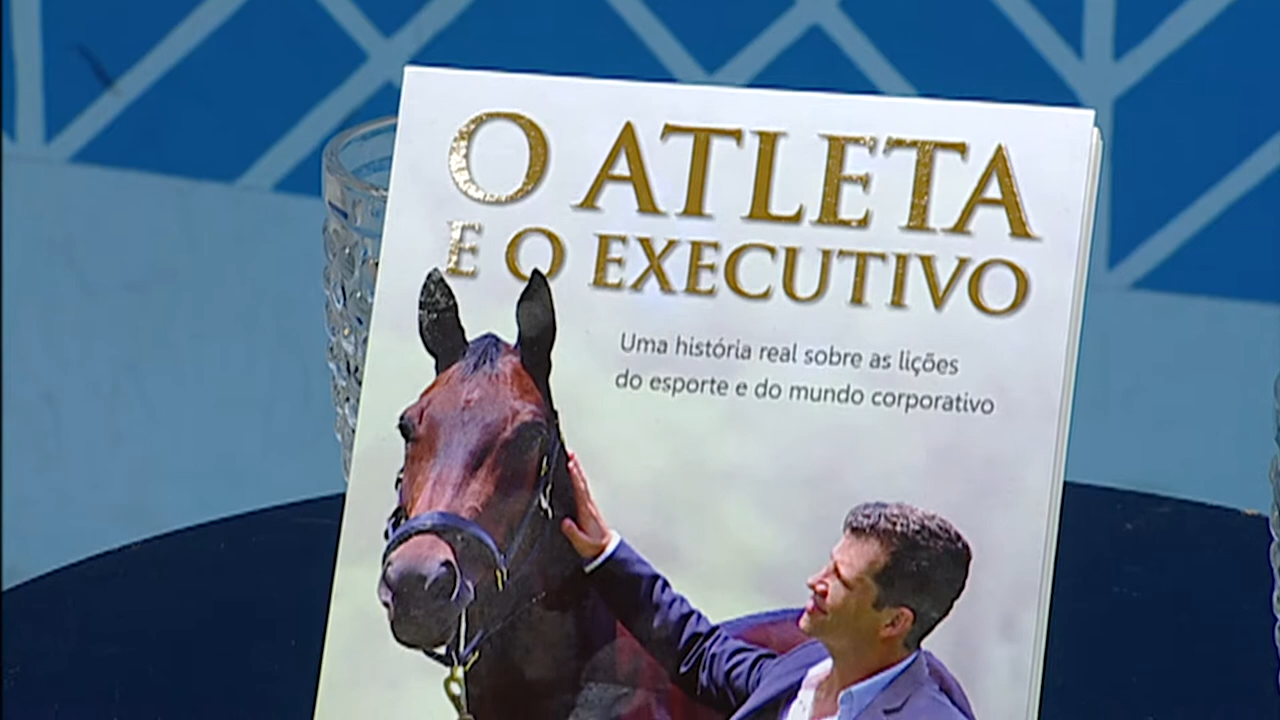 O ATLETA
E O EXECUTIVO
Uma história real sobre as lições
do esporte e do mundo corporativo